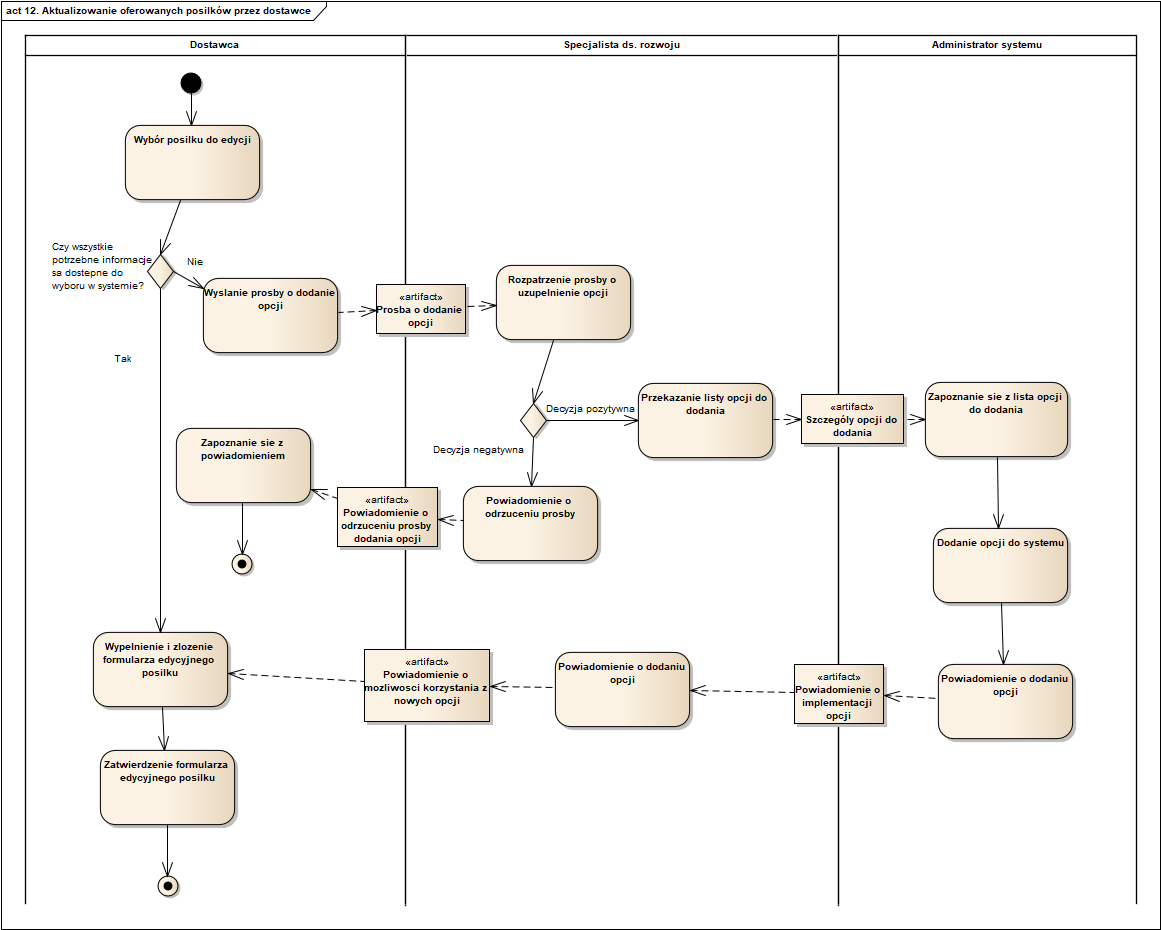 act 12. Aktualizowanie oferowanych posilków przez dostawce
Dostawca
Specjalista ds. rozwoju
Administrator systemu
Wybór posilku do edycji
Czy wszystkie
potrzebne informacje
sa dostepne do
wyboru w systemie?
Nie
Wyslanie prosby o dodanie
opcji
«artifact»
Prosba o dodanie
opcji
Rozpatrzenie prosby o
uzupelnienie opcji
Tak
Decyzja pozytywna
Przekazanie listy opcji do
dodania
«artifact»
Szczególy opcji do
dodania
Zapoznanie sie z lista opcji
do dodania
Decyzja negatywna
Zapoznanie sie z
powiadomieniem
«artifact»
Powiadomienie o
odrzuceniu prosby
dodania opcji
Powiadomienie o
odrzuceniu prosby
Dodanie opcji do systemu
Wypelnienie i zlozenie
formularza edycyjnego
posilku
«artifact»
Powiadomienie o
mozliwosci korzystania z
nowych opcji
Powiadomienie o dodaniu
opcji
«artifact»
Powiadomienie o
implementacji
opcji
Powiadomienie o dodaniu
opcji
Zatwierdzenie formularza
edycyjnego posilku